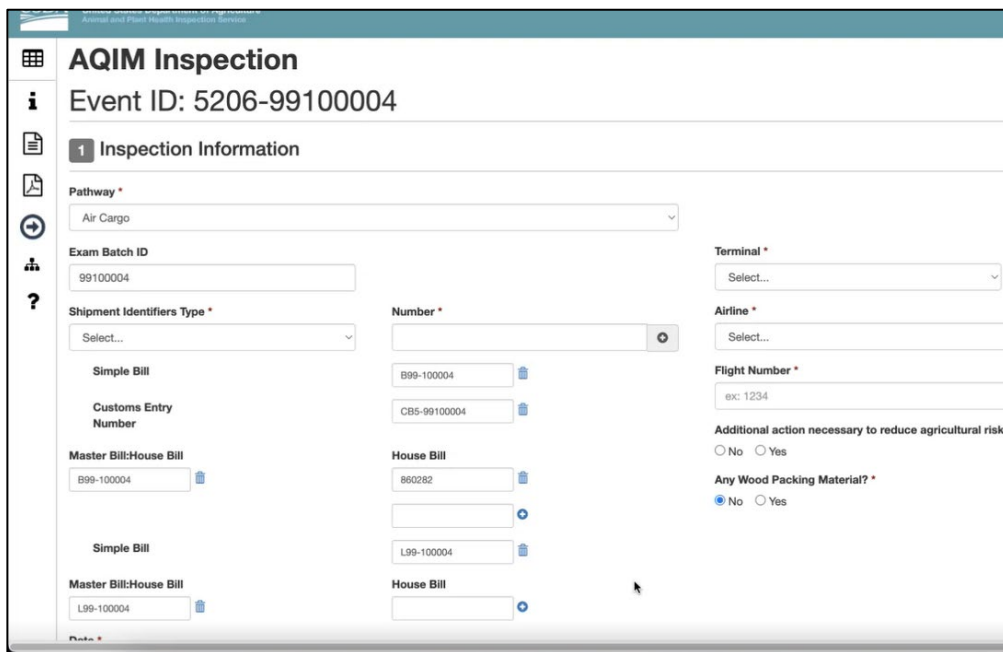 United States Department of Agriculture
Animal and Plant Health Inspection Service
AQIM Inspection
Event ID: 5206-99100004
1 Inspection Information
Pathway *
Air Cargo
Exam Batch ID
99100004
Terminal *
Select...
Shipment Identifiers Type *
Number *
Airline *
Select...
Select...
Simple Bill
B99-100004
Flight Number *
ex: 1234
Customs Entry
Number
CB5-99100004
Additional action necessary to reduce agricultural risk
No Yes
Master Bill:House Bill
House Bill
B99-100004
860282
Any Wood Packing Material? *
No Yes
Simple Bill
L99-100004
Master Bill:House Bill
House Bill
L99-100004
Date *